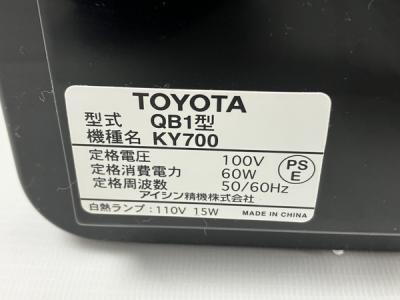 TOYOTA
型式 QB1型
機種名 KY700
定格電圧 100V
定格消費電力 60W
定格周波数 50/60Hz
PS
E
アイシン精機株式会社
白熱ランプ:110V 15W MADE IN CHINA